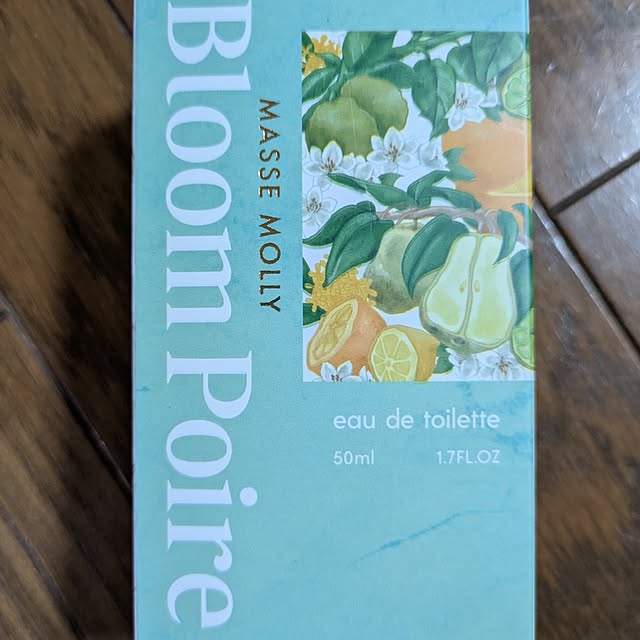 Bloom Poire
MASSE MOLLY
eau de toilette
50ml 1.7FL.OZ